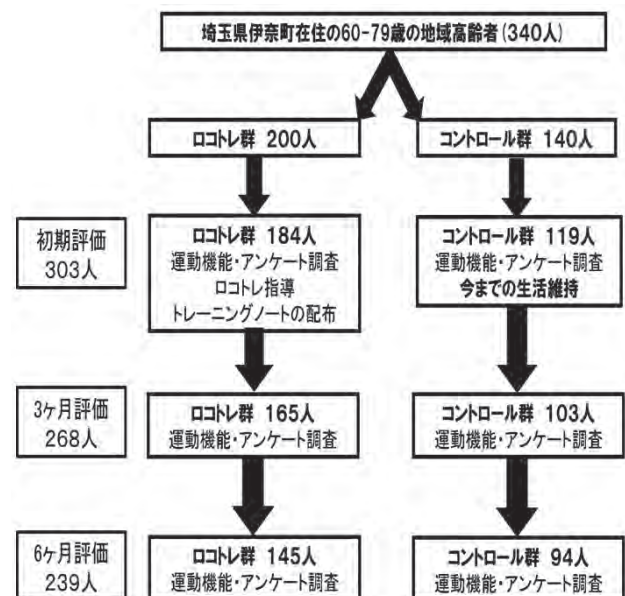 埼玉県伊奈町在住の60-79歳の地域高齢者(340人)
ロコトレ群 200人
コントロール群 140人
初期評価
303人
ロコトレ群 184人
運動機能・アンケート調査
ロコトレ指導
トレーニングノートの配布
コントロール群 119人
運動機能・アンケート調査
今までの生活維持
3ヶ月評価
268人
ロコトレ群 165人
運動機能・アンケート調査
コントロール群 103人
運動機能・アンケート調査
6ヶ月評価
239人
ロコトレ群 145人
運動機能・アンケート調査
コントロール群 94人
運動機能・アンケート調査